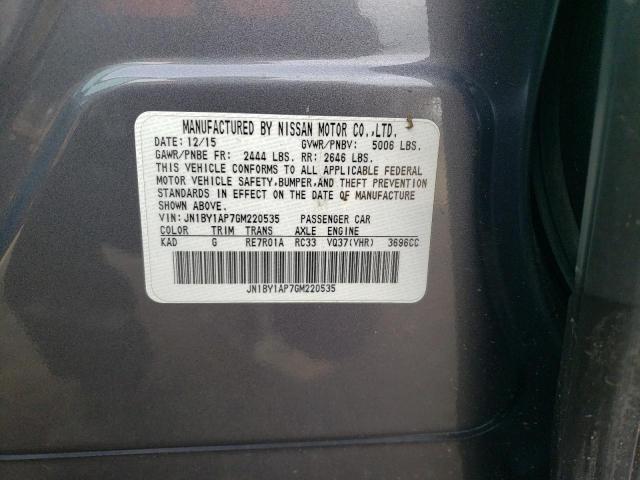 MANUFACTURED BY NISSAN MOTOR CO.,LTD.
DATE: 12/15 GVWR/PNBV: 5006 LBS.
GAWR/PNBE FR: 2444 LBS. RR: 2646 LBS.
THIS VEHICLE CONFORMS TO ALL APPLICABLE FEDERAL
MOTOR VEHICLE SAFETY,BUMPER,AND THEFT PREVENTION
STANDARDS IN EFFECT ON THE DATE OF MANUFACTURE
SHOWN ABOVE.
VIN: JN1BY1AP7GM220535 PASSENGER CAR
COLOR TRIM TRANS AXLE ENGINE
KAD G RE7R01A RC33 VQ37(VHR) 3696CC
JN1BY1AP7GM220535